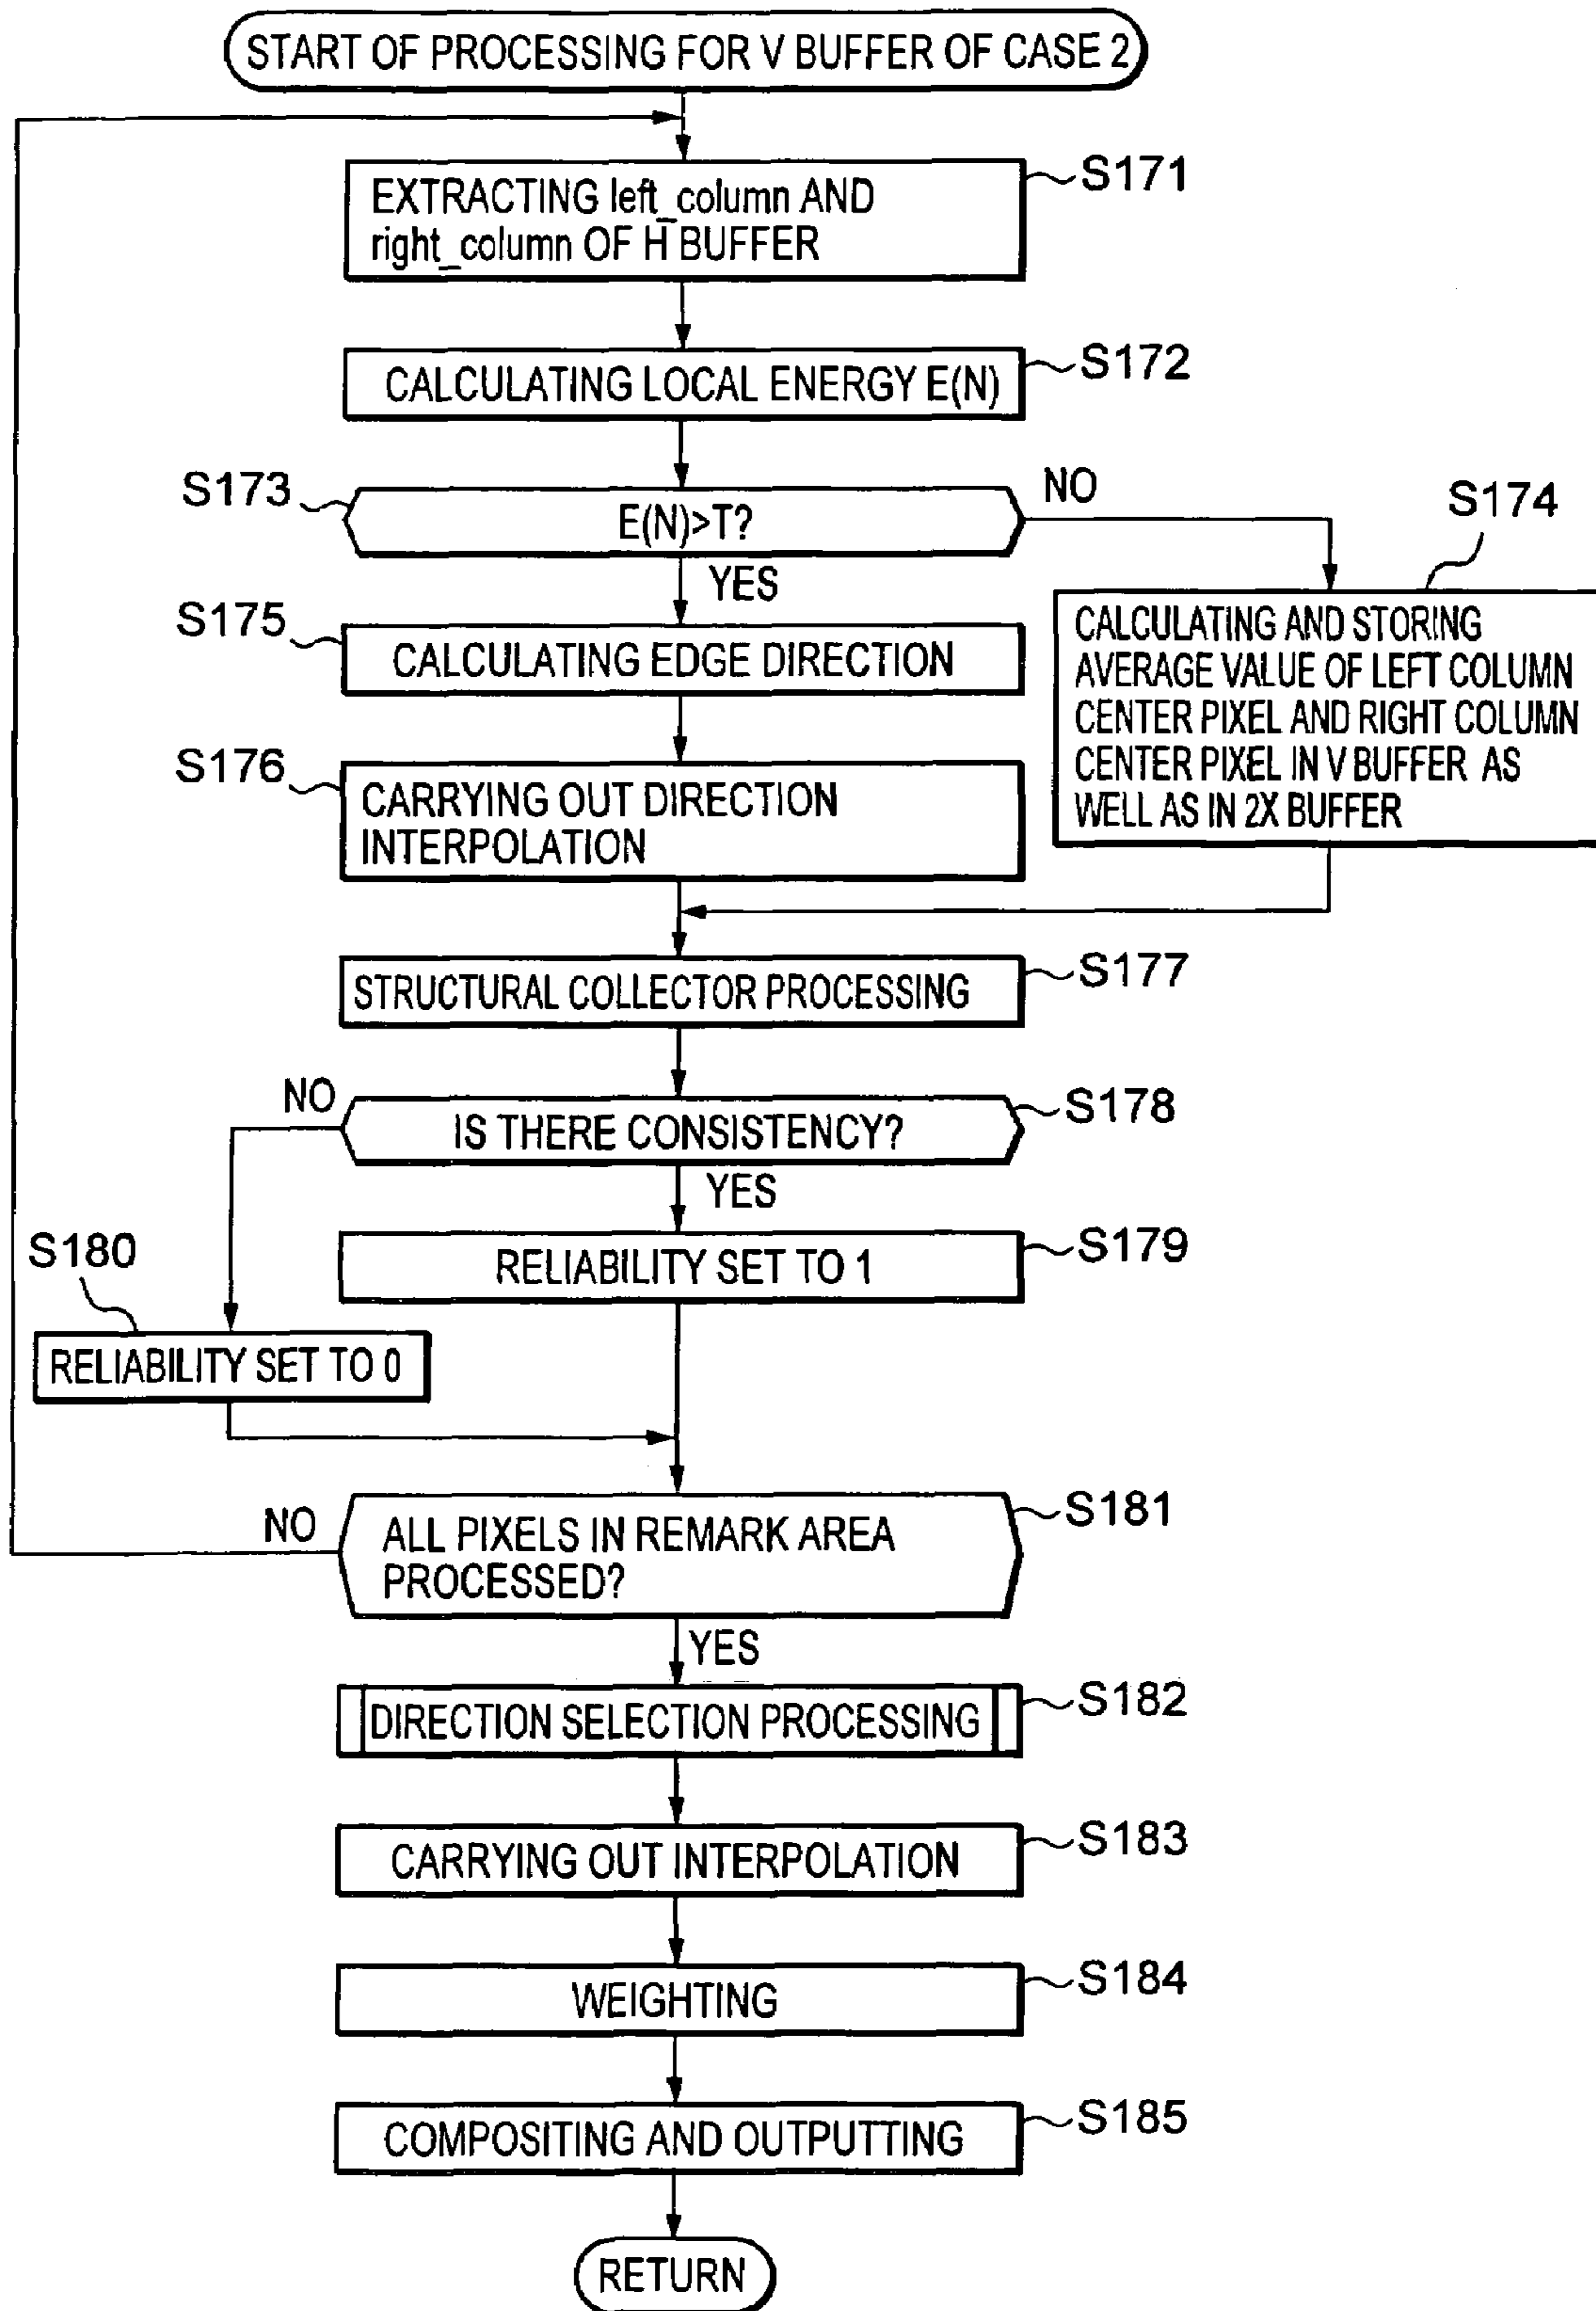 START OF PROCESSING FOR V BUFFER OF CASE 2
EXTRACTING left_column AND
right_column OF H BUFFER
S171
CALCULATING LOCAL ENERGY E(N)
S172
S173
E(N)>T?
NO
YES
S174
CALCULATING AND STORING
AVERAGE VALUE OF LEFT COLUMN
CENTER PIXEL AND RIGHT COLUMN
CENTER PIXEL IN V BUFFER AS
WELL AS IN 2X BUFFER
S175
CALCULATING EDGE DIRECTION
S176
CARRYING OUT DIRECTION
INTERPOLATION
STRUCTURAL COLLECTOR PROCESSING
S177
NO
IS THERE CONSISTENCY?
S178
YES
RELIABILITY SET TO 1
S179
S180
RELIABILITY SET TO 0
NO
ALL PIXELS IN REMARK AREA
PROCESSED?
S181
YES
DIRECTION SELECTION PROCESSING
S182
CARRYING OUT INTERPOLATION
S183
WEIGHTING
S184
COMPOSITING AND OUTPUTTING
S185
RETURN